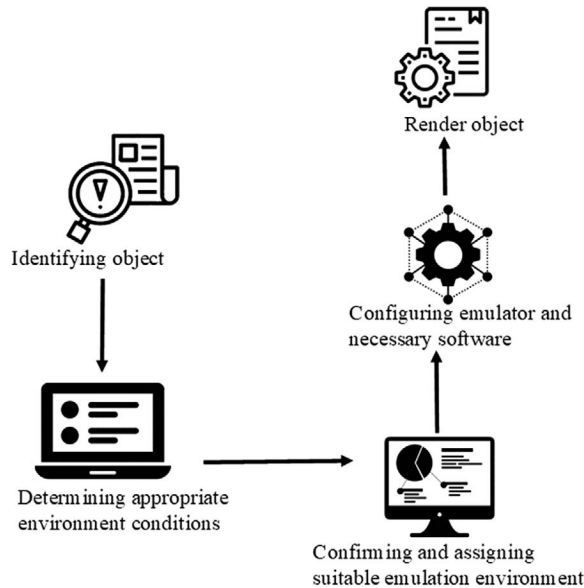 Identifying object
Determining appropriate
environment conditions
Confirming and assigning
suitable emulation environment
Configuring emulator and
necessary software
Render object